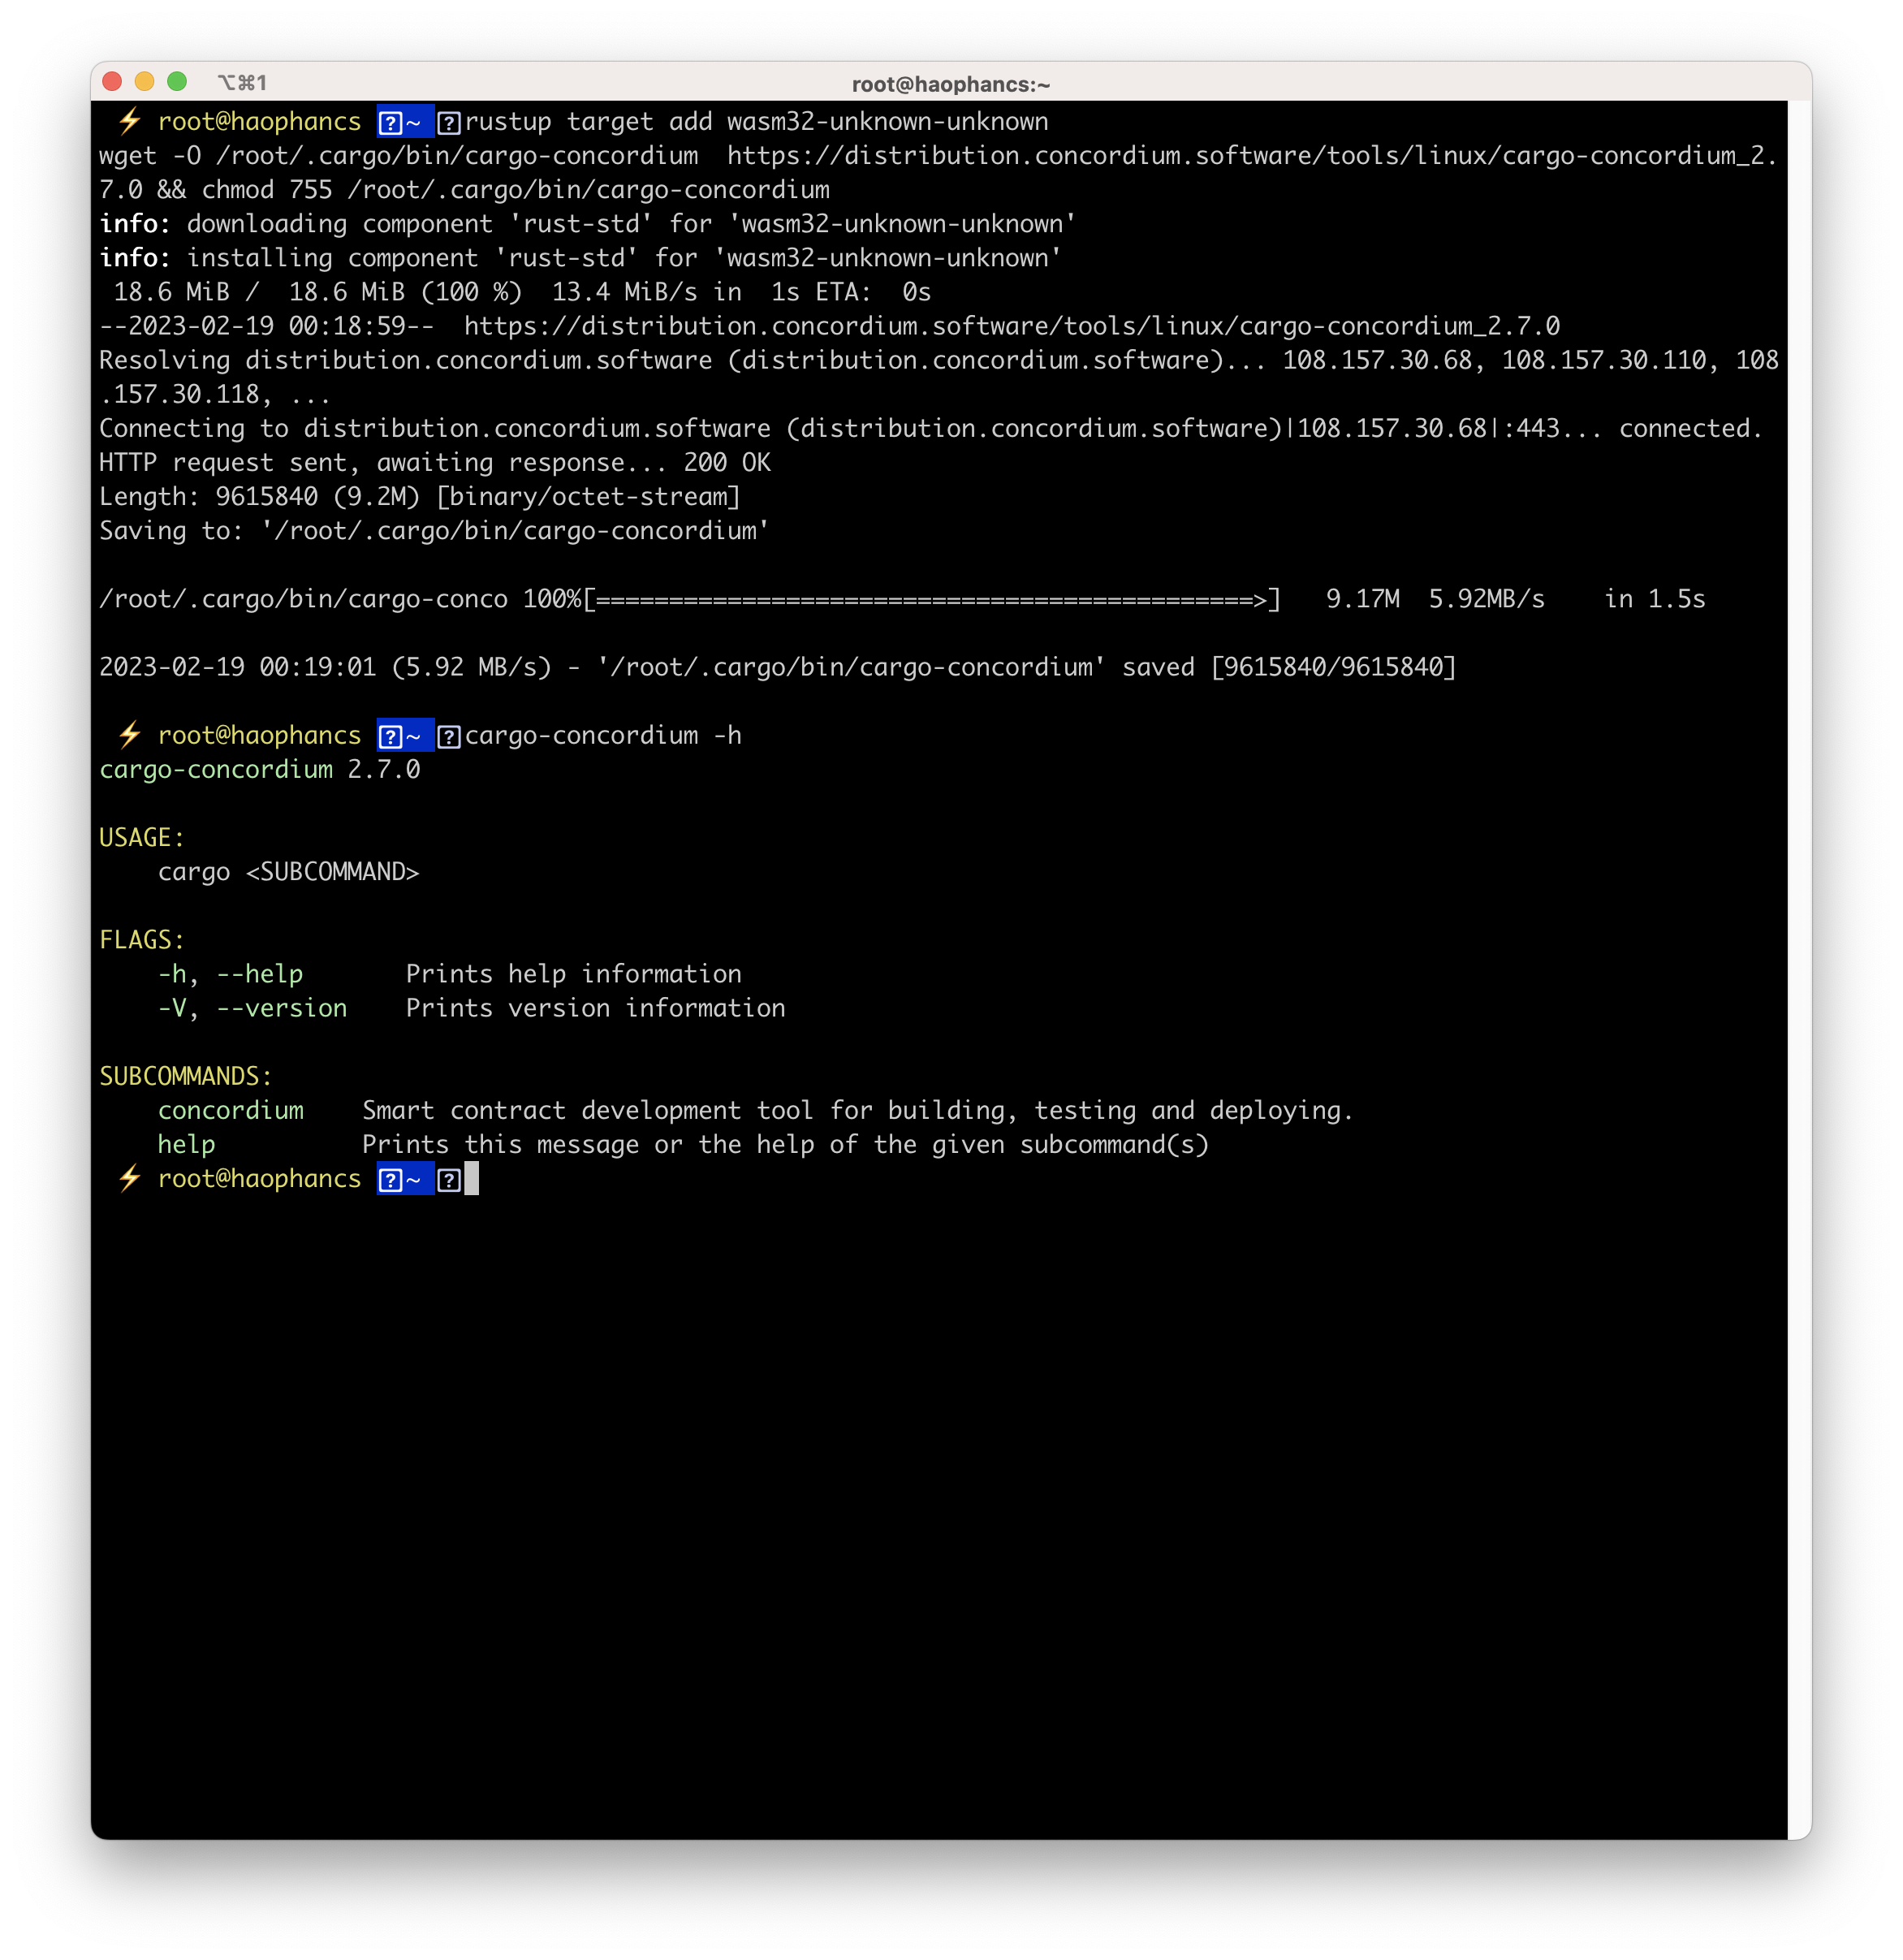 ⌥⌘1 root@haophancs:~
⚡ root@haophancs ~ rustup target add wasm32-unknown-unknown
wget -O /root/.cargo/bin/cargo-concordium  https://distribution.concordium.software/tools/linux/cargo-concordium_2.
7.0 && chmod 755 /root/.cargo/bin/cargo-concordium
info: downloading component 'rust-std' for 'wasm32-unknown-unknown'
info: installing component 'rust-std' for 'wasm32-unknown-unknown'
 18.6 MiB /  18.6 MiB (100 %)  13.4 MiB/s in  1s ETA:  0s
--2023-02-19 00:18:59--  https://distribution.concordium.software/tools/linux/cargo-concordium_2.7.0
Resolving distribution.concordium.software (distribution.concordium.software)... 108.157.30.68, 108.157.30.110, 108
.157.30.118, ...
Connecting to distribution.concordium.software (distribution.concordium.software)|108.157.30.68|:443... connected.
HTTP request sent, awaiting response... 200 OK
Length: 9615840 (9.2M) [binary/octet-stream]
Saving to: '/root/.cargo/bin/cargo-concordium'
/root/.cargo/bin/cargo-conco 100%[=============================================>]   9.17M  5.92MB/s    in 1.5s
2023-02-19 00:19:01 (5.92 MB/s) - '/root/.cargo/bin/cargo-concordium' saved [9615840/9615840]
⚡ root@haophancs ~ cargo-concordium -h
cargo-concordium 2.7.0
USAGE:
    cargo <SUBCOMMAND>
FLAGS:
    -h, --help       Prints help information
    -V, --version    Prints version information
SUBCOMMANDS:
    concordium    Smart contract development tool for building, testing and deploying.
    help          Prints this message or the help of the given subcommand(s)
⚡ root@haophancs ~